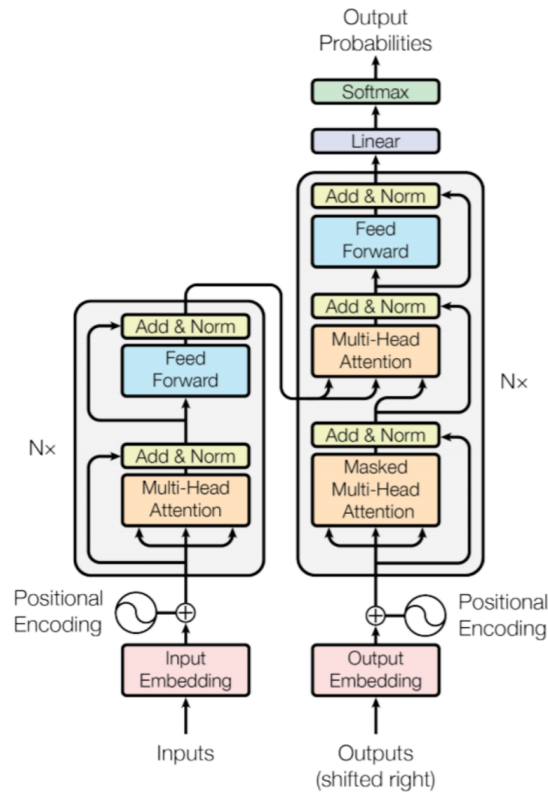 Output
Probabilities
Softmax
Linear
Add & Norm
Feed
Forward
Add & Norm
Multi-Head
Attention
Nx
Add & Norm
Masked
Multi-Head
Attention
Add & Norm
Feed
Forward
Nx
Add & Norm
Multi-Head
Attention
Positional
Encoding
Positional
Encoding
Input
Embedding
Output
Embedding
Inputs
Outputs
(shifted right)